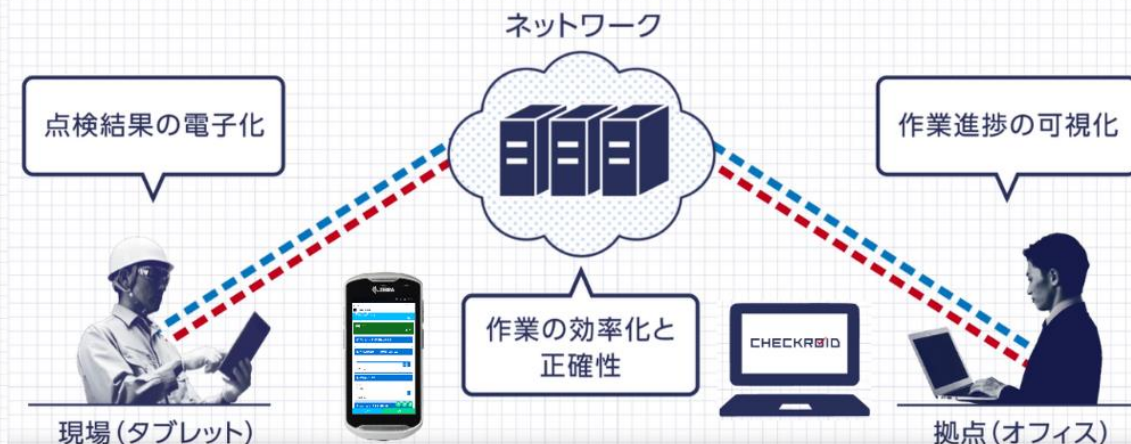 ネットワーク
点検結果の電子化
作業進捗の可視化
作業の効率化と
正確性
ZEBRA
CHECKROID
現場(タブレット)
拠点(オフィス)